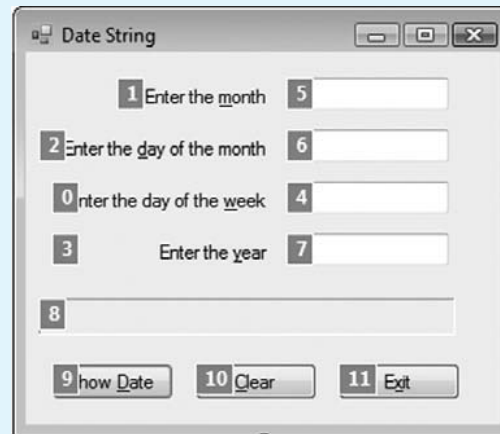 Date String
1 Enter the month 5
2 Enter the day of the month 6
0 nter the day of the week 4
3 Enter the year 7
8
9 how Date 10 Clear 11 Exit